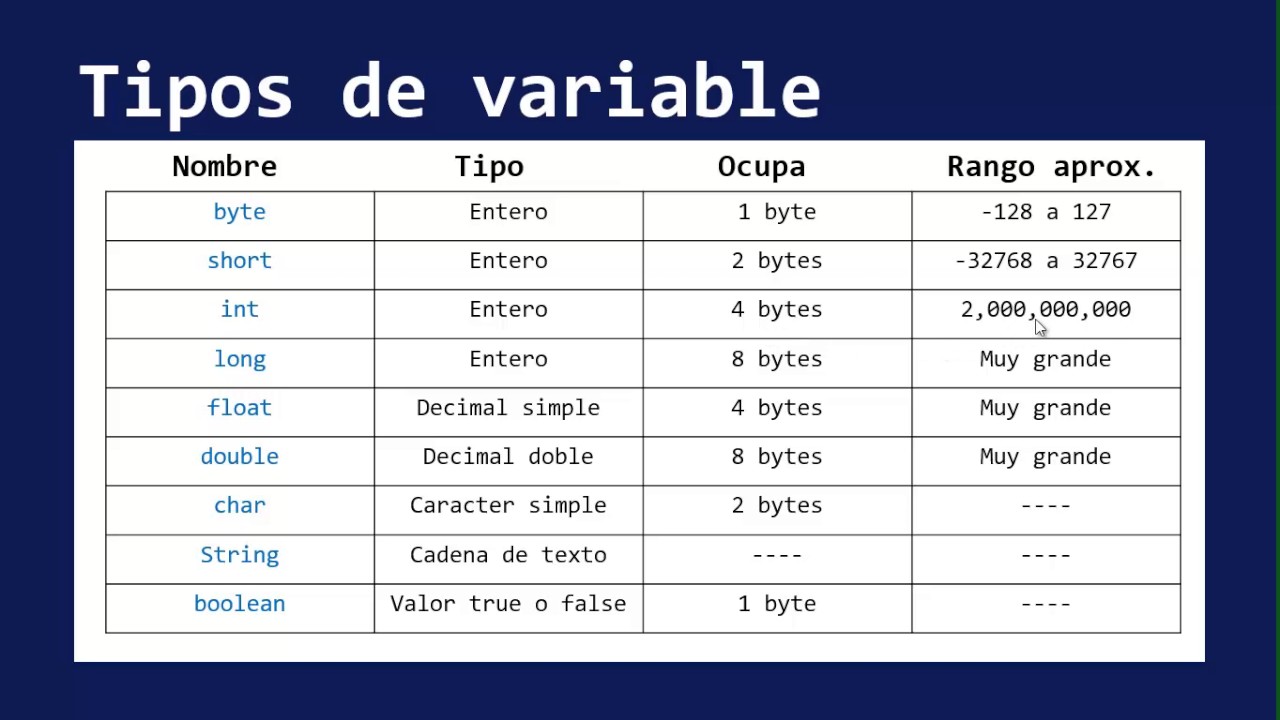 Tipos de variable
Nombre Tipo Ocupa Rango aprox.
byte Entero 1 byte -128 a 127
short Entero 2 bytes -32768 a 32767
int Entero 4 bytes 2,000,000,000
long Entero 8 bytes Muy grande
float Decimal simple 4 bytes Muy grande
double Decimal doble 8 bytes Muy grande
char Caracter simple 2 bytes ----
String Cadena de texto ---- ----
boolean Valor true o false 1 byte ----